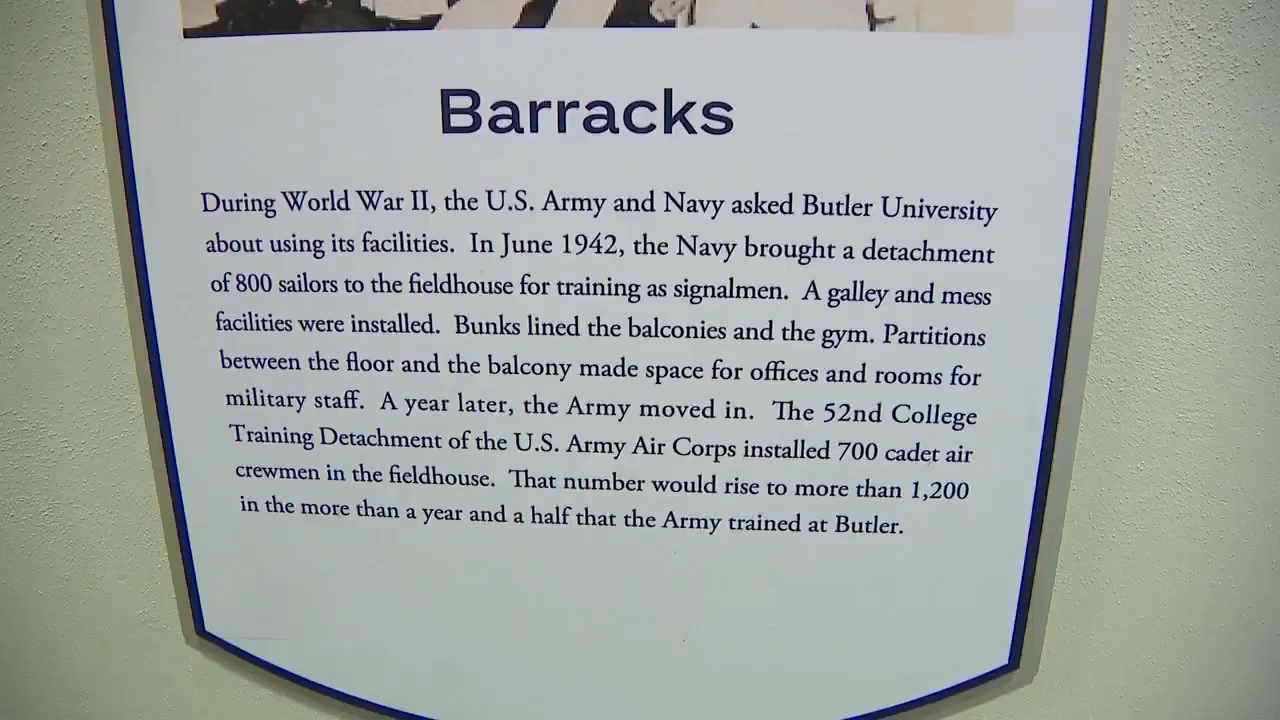 Barracks
During World War II, the U.S. Army and Navy asked Butler University
about using its facilities. In June 1942, the Navy brought a detachment
of 800 sailors to the fieldhouse for training as signalmen. A galley and mess
facilities were installed. Bunks lined the balconies and the gym. Partitions
between the floor and the balcony made space for offices and rooms for
military staff. A year later, the Army moved in. The 52nd College
Training Detachment of the U.S. Army Air Corps installed 700 cadet air
crewmen in the fieldhouse. That number would rise to more than 1,200
in the more than a year and a half that the Army trained at Butler.